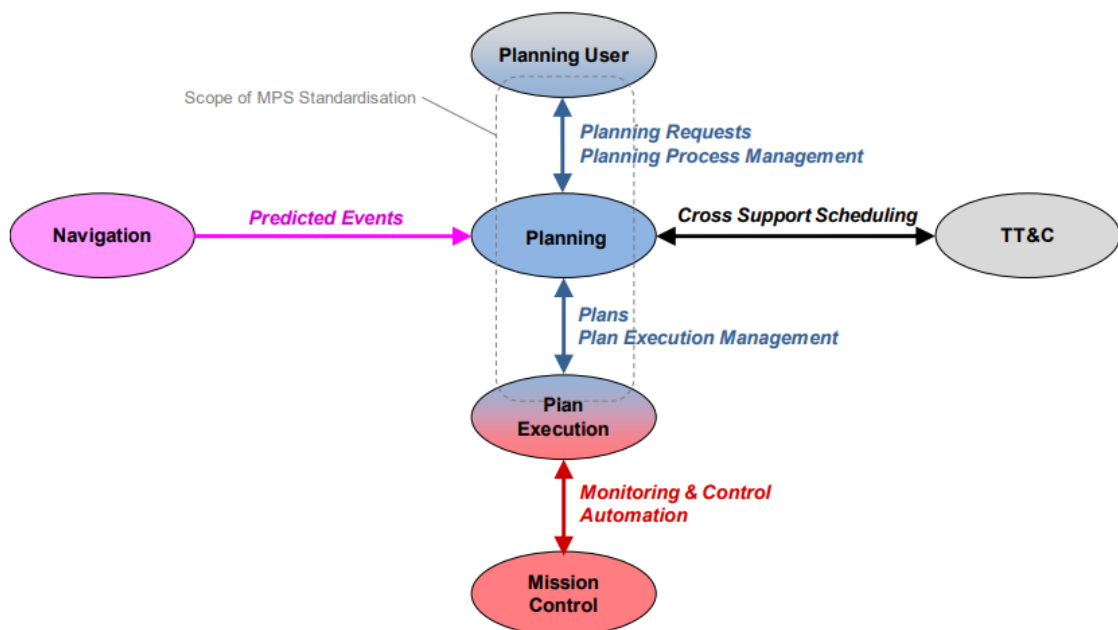 Planning User
Scope of MPS Standardisation
Planning Requests
Planning Process Management
Predicted Events
Cross Support Scheduling
Navigation
Planning
TT&C
Plans
Plan Execution Management
Plan
Execution
Monitoring & Control
Automation
Mission
Control